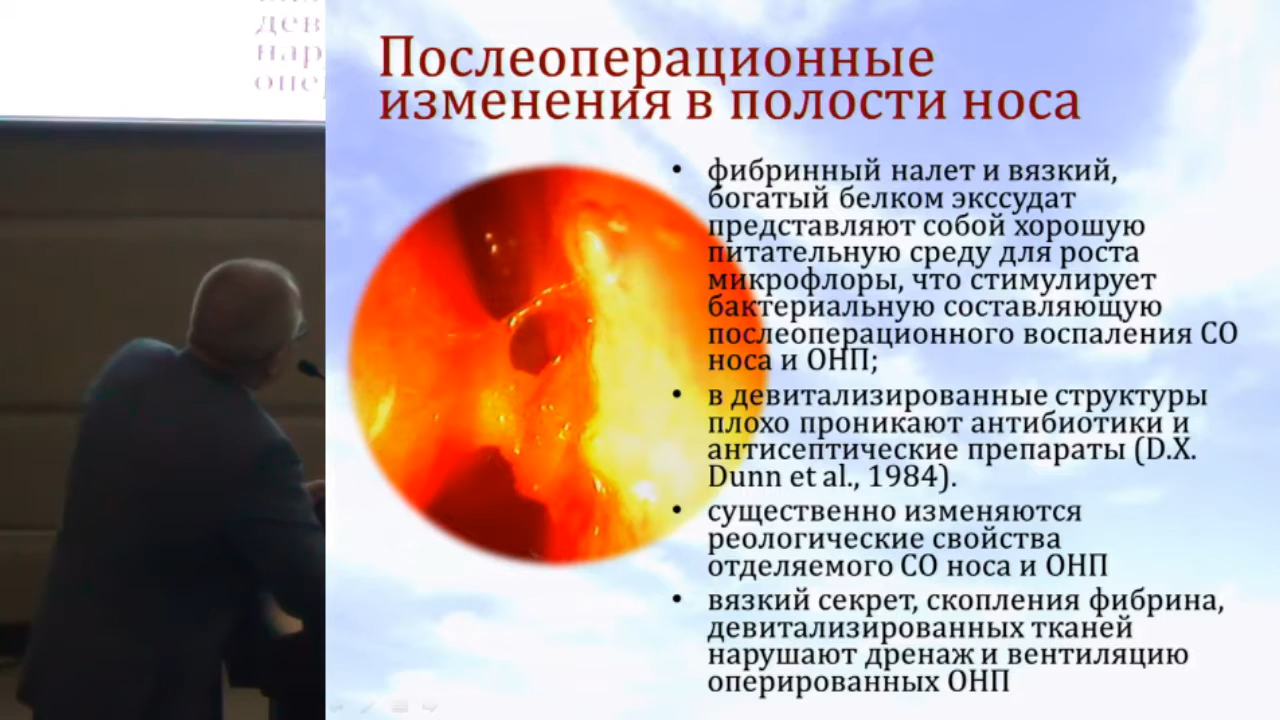 дев
нар
опе
Послеоперационные
изменения в полости носа
• фибринный налет и вязкий,
богатый белком экссудат
представляют собой хорошую
питательную среду для роста
микрофлоры, что стимулирует
бактериальную составляющую
послеоперационного воспаления СО
носа и ОНП;
• в девитализированные структуры
плохо проникают антибиотики и
антисептические препараты (D.X.
Dunn et al., 1984).
• существенно изменяются
реологические свойства
отделяемого СО носа и ОНП
• вязкий секрет, скопления фибрина,
девитализированных тканей
нарушают дренаж и вентиляцию
оперированных ОНП